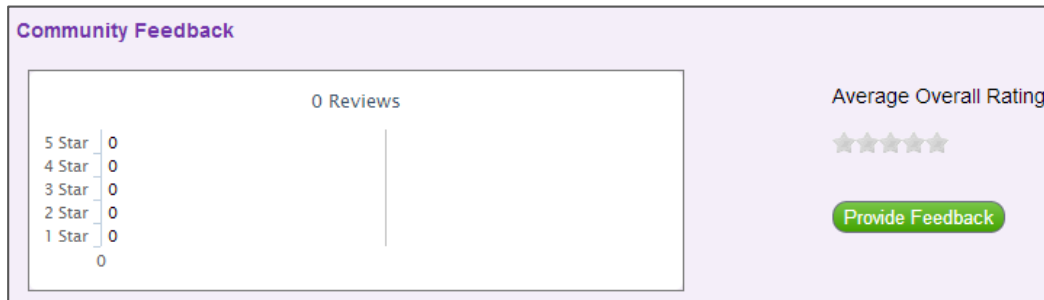 Community Feedback
0 Reviews
5 Star 0
4 Star 0
3 Star 0
2 Star 0
1 Star 0
0
Average Overall Rating
Provide Feedback